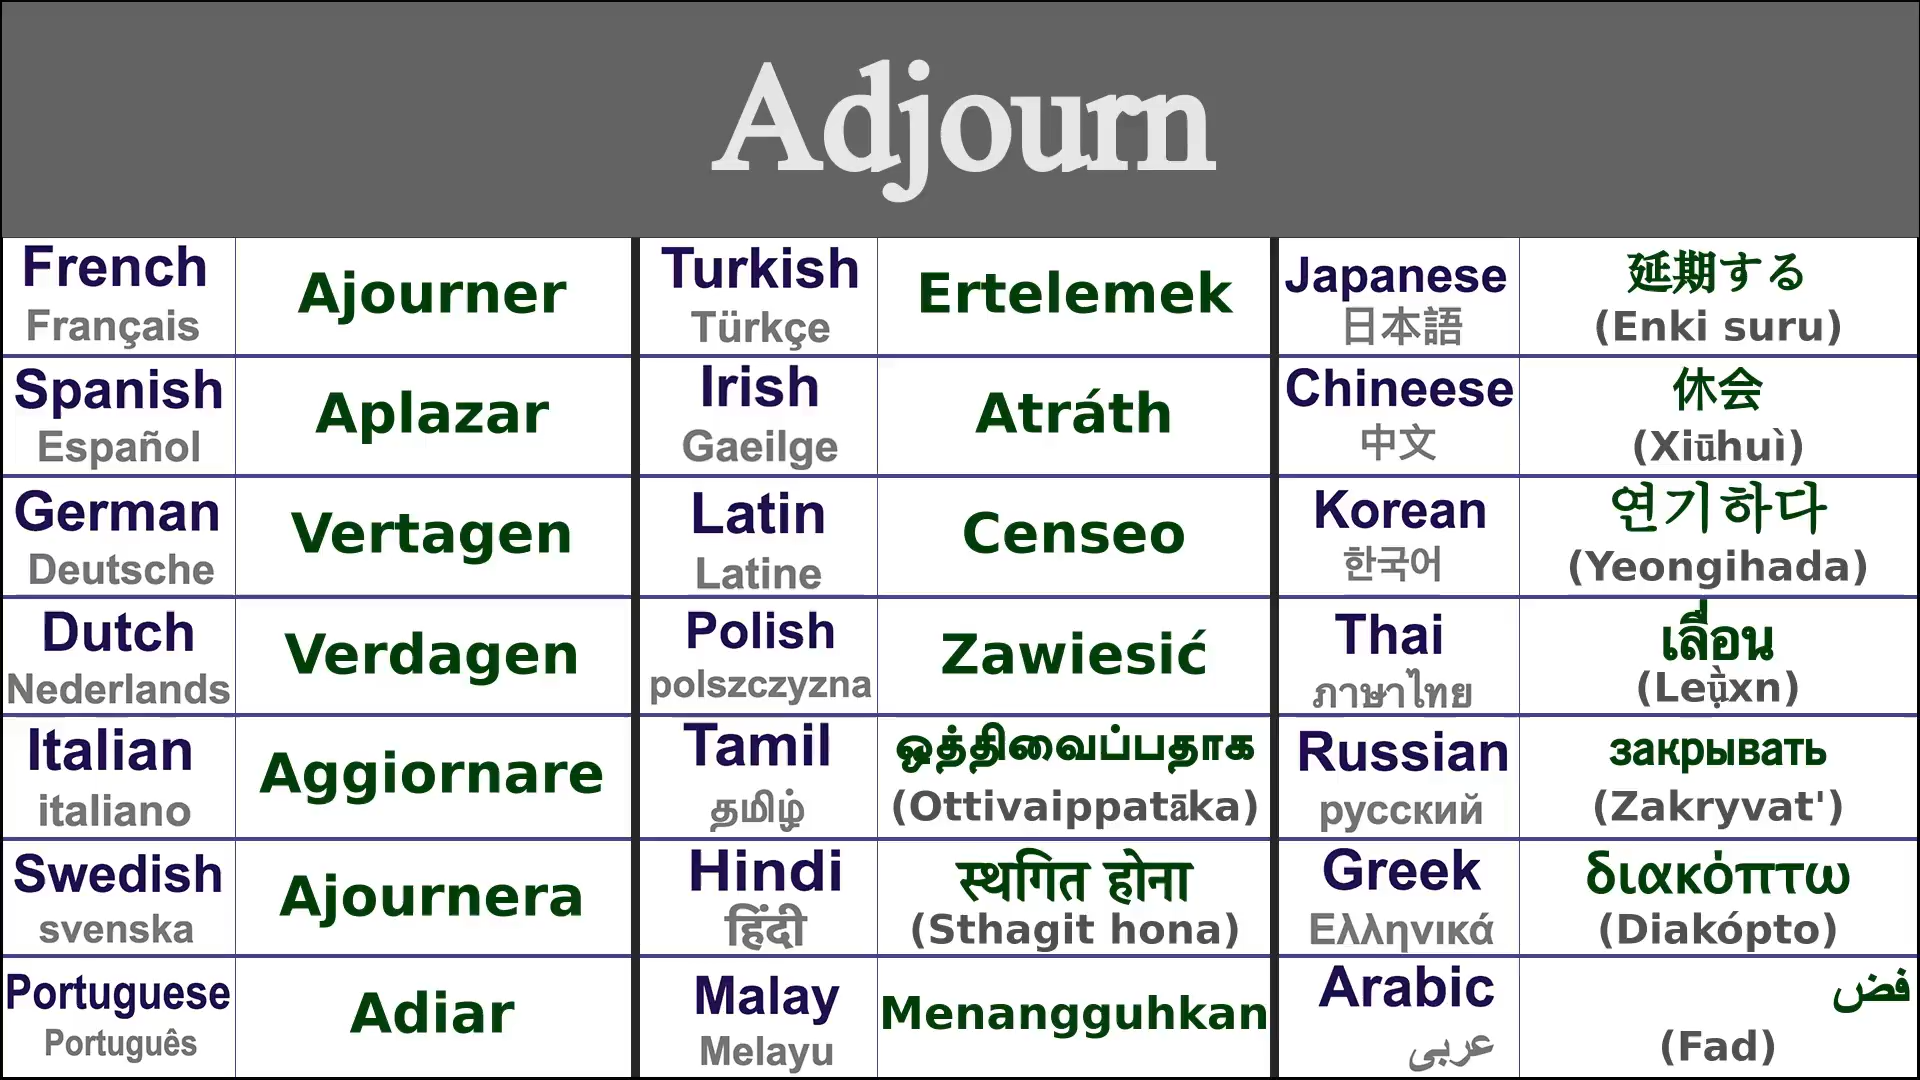 Adjourn
French
Français
Ajourner
Turkish
Türkçe
Ertelemek
Japanese
日本語
延期する
(Enki suru)
Spanish
Español
Aplazar
Irish
Gaeilge
Atráth
Chineese
中文
休会
(Xiūhuì)
German
Deutsche
Vertagen
Latin
Latine
Censeo
Korean
한국어
연기하다
(Yeongihada)
Dutch
Nederlands
Verdagen
Polish
polszczyzna
Zawiesić
Thai
ภาษาไทย
เลื่อน
(Leụ̄̀xn)
Italian
italiano
Aggiornare
Tamil
தமிழ்
ஒத்திவைப்பதாக
(Ottivaippatāka)
Russian
русский
закрывать
(Zakryvat')
Swedish
svenska
Ajournera
Hindi
हिंदी
स्थगित होना
(Sthagit hona)
Greek
Ελληνικά
διακόπτω
(Diakópto)
Portuguese
Português
Adiar
Malay
Melayu
Menangguhkan
Arabic
عربى
فض
(Fad)